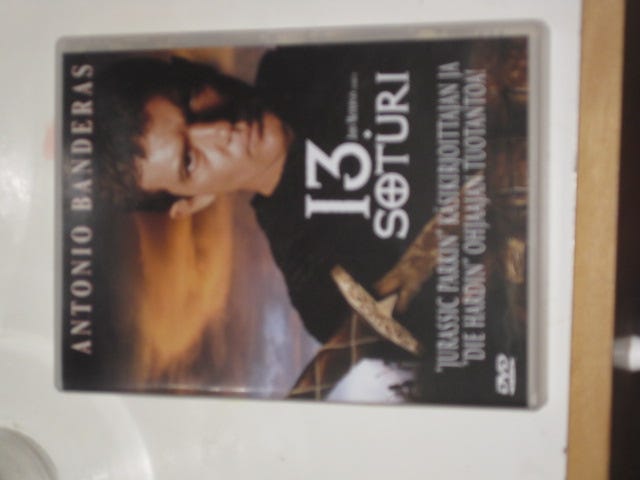 ANTONIO BANDERAS
13.
SOTURI
"JURASSIC PARKIN" KÄSIKIRJOITTAJAN JA
"DIE HARDIN" OHJAAJAN TUOTANTOA!
DVD